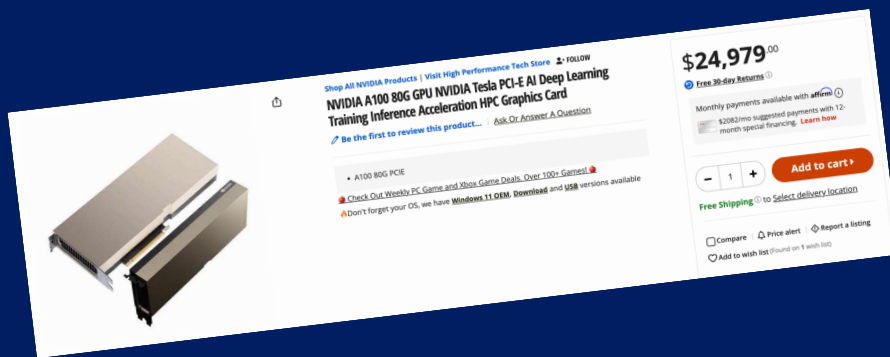 Shop All NVIDIA Products | Visit High Performance Tech Store FOLLOW
NVIDIA A100 80G GPU NVIDIA Tesla PCI-E AI Deep Learning
Training Inference Acceleration HPC Graphics Card
Be the first to review this product... | Ask Or Answer A Question
• A100 80G PCIE
Check Out Weekly PC Game and Xbox Game Deals, Over 100+ Games!
Don't forget your OS, we have Windows 11 OEM, Download and USB versions available
$24,979.00
Free 30-day Returns
Monthly payments available with affirm
$2082/mo suggested payments with 12-
month special financing. Learn how
− 1 + Add to cart
Free Shipping to Select delivery location
Compare Price alert Report a listing
Add to wish list (Found on 1 wish list)